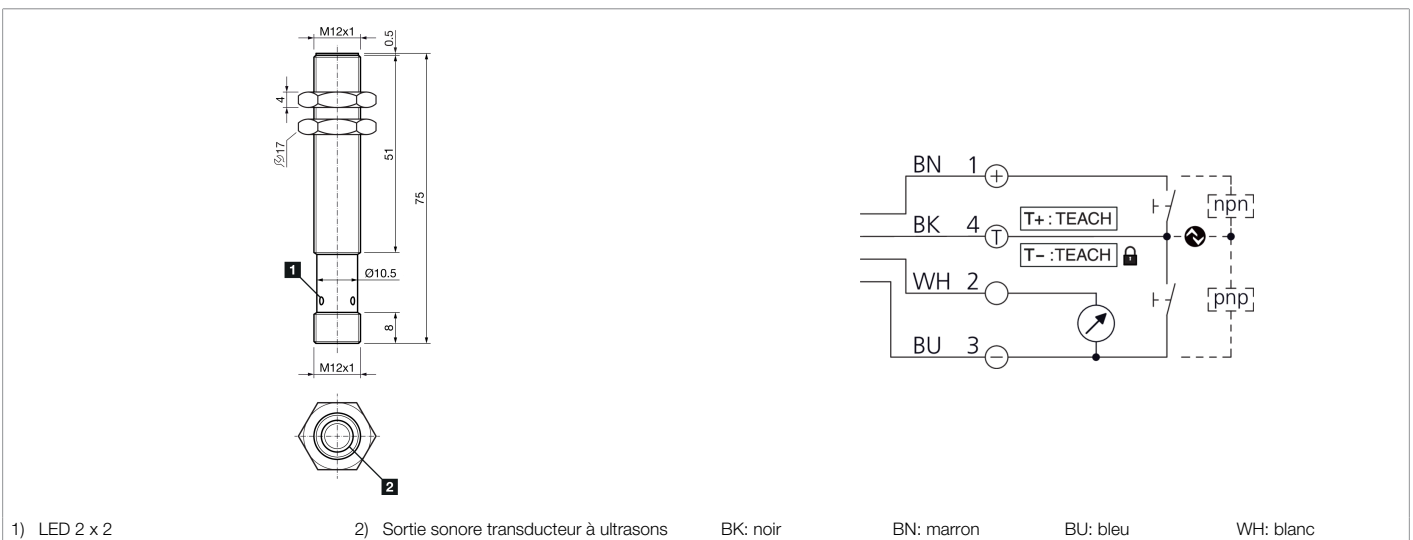 M12x1
0.5
4
17
51
75
1
Ø10.5
8
M12x1
2
BN 1 +
npn
BK 4 T
T+ : TEACH
T– : TEACH
WH 2
pnp
BU 3 –
1) LED 2 x 2
2) Sortie sonore transducteur à ultrasons
BK: noir
BN: marron
BU: bleu
WH: blanc